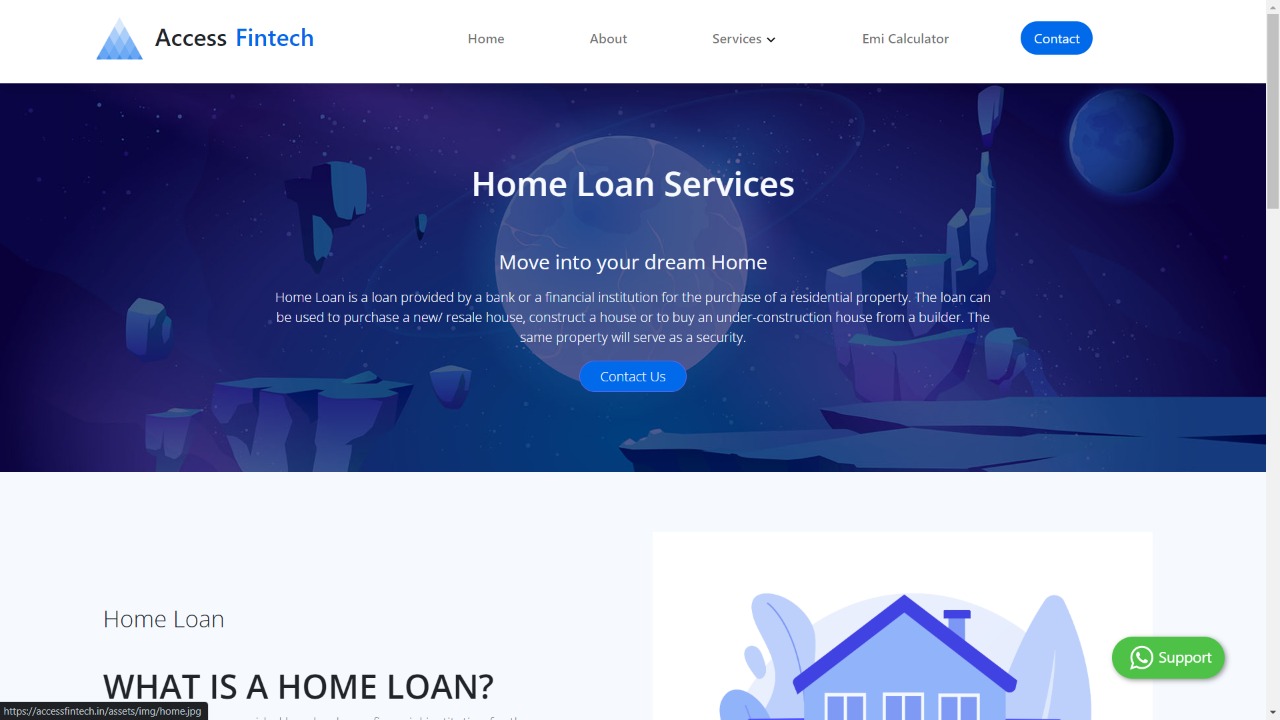 Access Fintech
Home
About
Services
Emi Calculator
Contact
Home Loan Services
Move into your dream Home
Home Loan is a loan provided by a bank or a financial institution for the purchase of a residential property. The loan can
be used to purchase a new/ resale house, construct a house or to buy an under-construction house from a builder. The
same property will serve as a security.
Contact Us
Home Loan
WHAT IS A HOME LOAN?
Support
https://accessfintech.in/assets/img/home.jpg